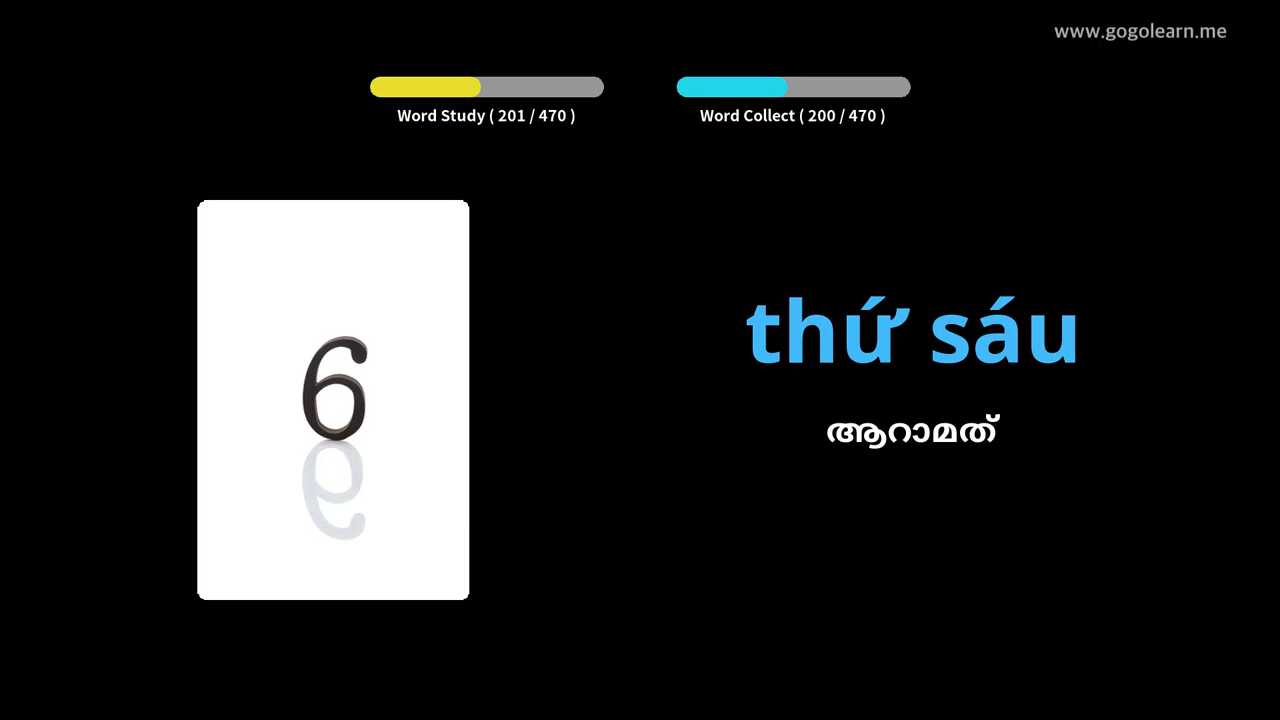 www.gogolearn.me
Word Study ( 201 / 470 )
Word Collect ( 200 / 470 )
6
thứ sáu
ആറാമത്